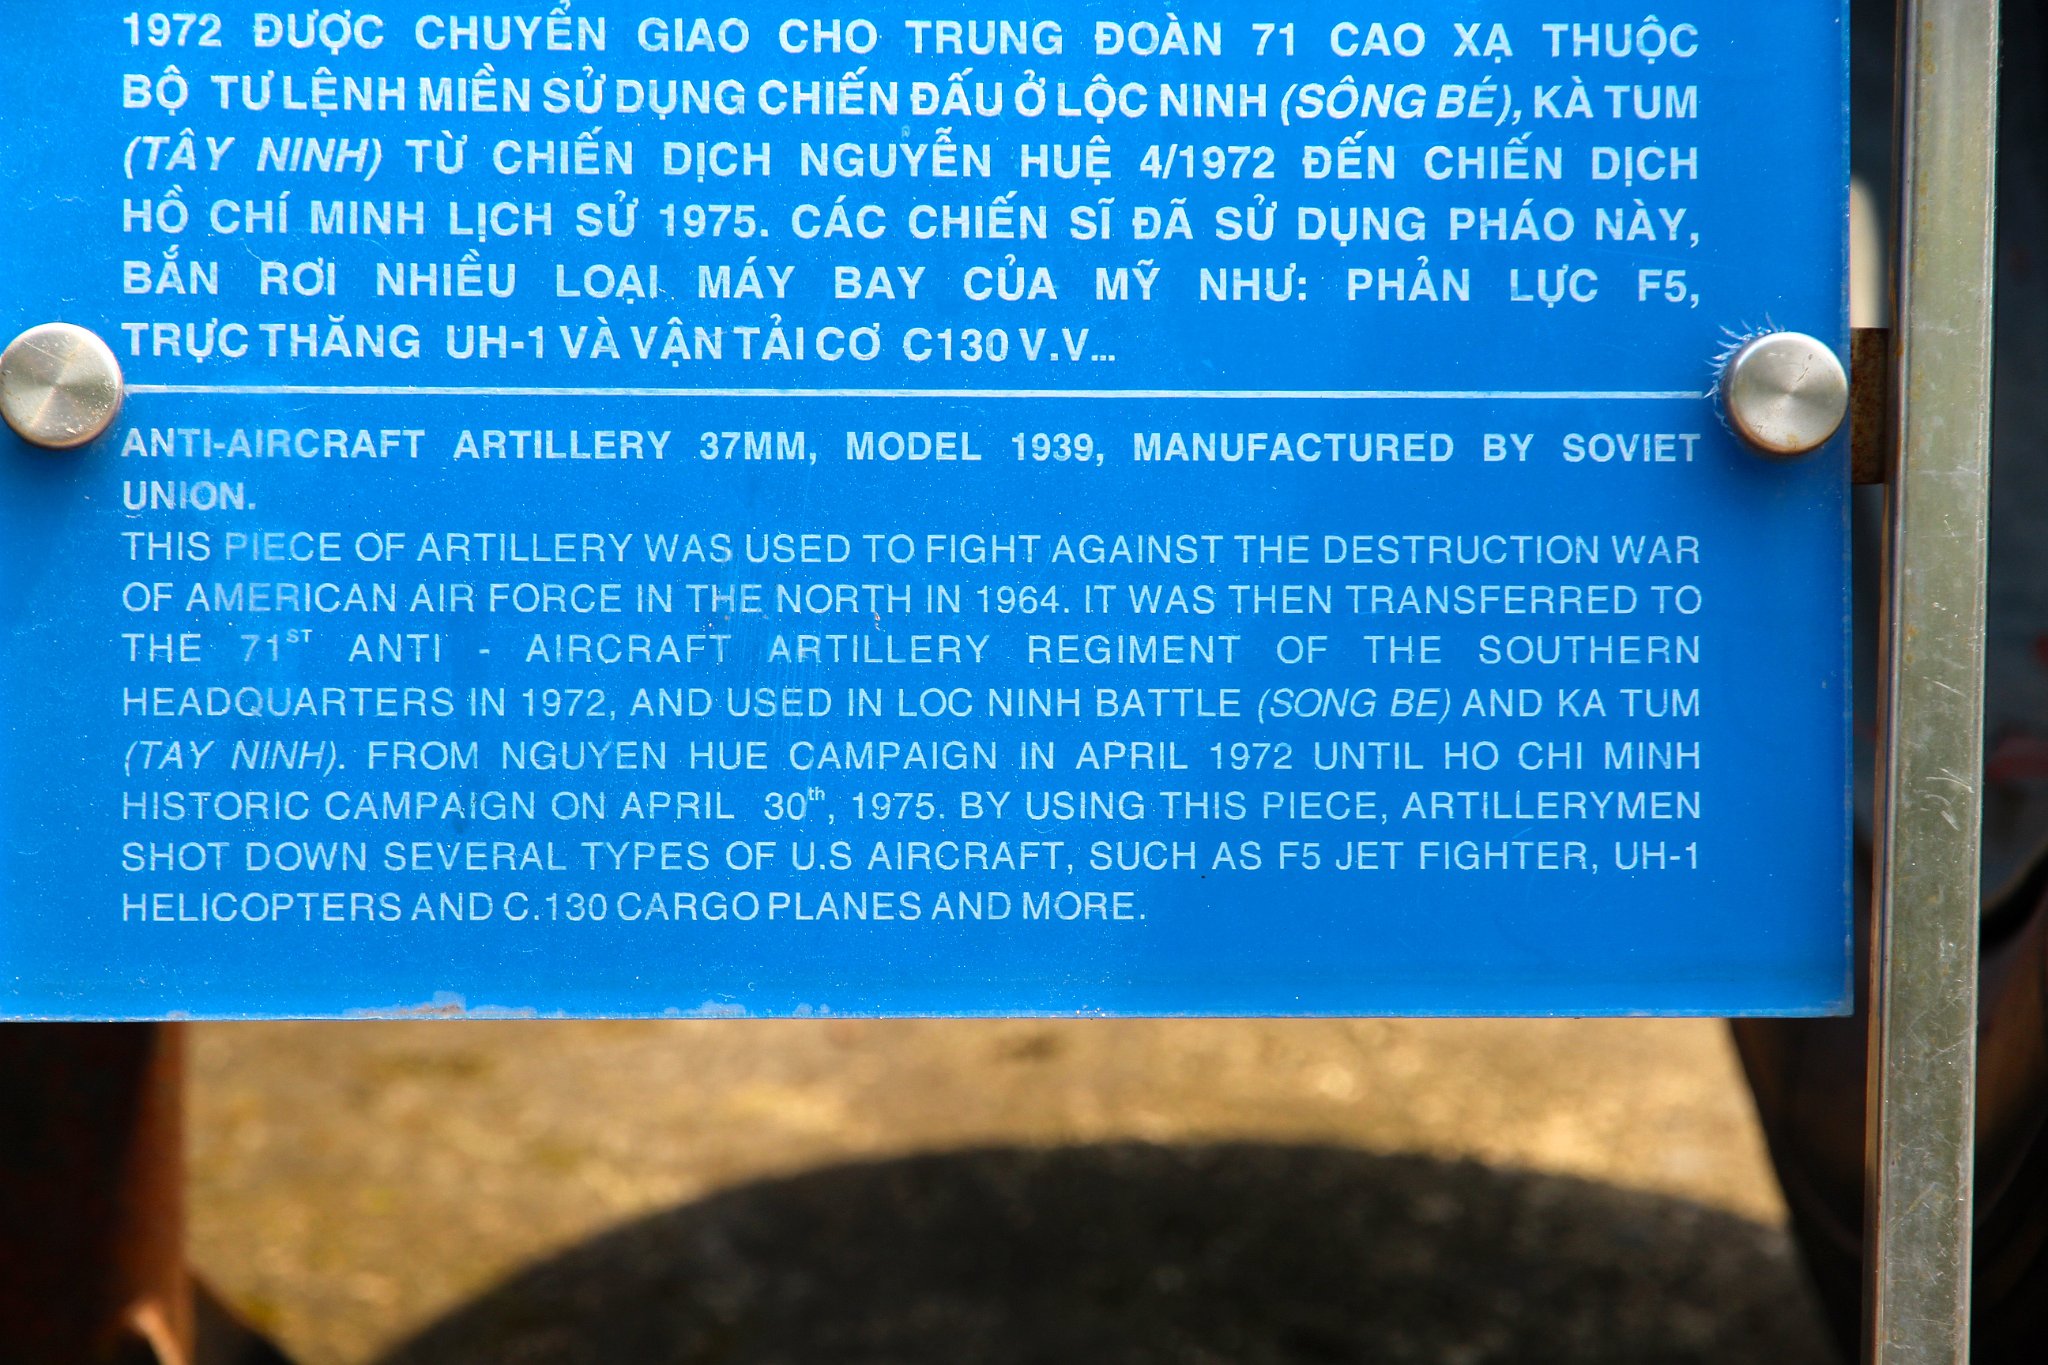 1972 ĐƯỢC CHUYỂN GIAO CHO TRUNG ĐOÀN 71 CAO XẠ THUỘC
BỘ TƯ LỆNH MIỀN SỬ DỤNG CHIẾN ĐẤU Ở LỘC NINH (SÔNG BÉ), KÀ TUM
(TÂY NINH) TỪ CHIẾN DỊCH NGUYỄN HUỆ 4/1972 ĐẾN CHIẾN DỊCH
HỒ CHÍ MINH LỊCH SỬ 1975. CÁC CHIẾN SĨ ĐÃ SỬ DỤNG PHÁO NÀY,
BẮN RƠI NHIỀU LOẠI MÁY BAY CỦA MỸ NHƯ: PHẢN LỰC F5,
TRỰC THĂNG UH-1 VÀ VẬN TẢI CƠ C130 V.V...
ANTI-AIRCRAFT ARTILLERY 37MM, MODEL 1939, MANUFACTURED BY SOVIET
UNION.
THIS PIECE OF ARTILLERY WAS USED TO FIGHT AGAINST THE DESTRUCTION WAR
OF AMERICAN AIR FORCE IN THE NORTH IN 1964. IT WAS THEN TRANSFERRED TO
THE 71ST ANTI - AIRCRAFT ARTILLERY REGIMENT OF THE SOUTHERN
HEADQUARTERS IN 1972, AND USED IN LOC NINH BATTLE (SONG BE) AND KA TUM
(TAY NINH). FROM NGUYEN HUE CAMPAIGN IN APRIL 1972 UNTIL HO CHI MINH
HISTORIC CAMPAIGN ON APRIL 30th, 1975. BY USING THIS PIECE, ARTILLERYMEN
SHOT DOWN SEVERAL TYPES OF U.S AIRCRAFT, SUCH AS F5 JET FIGHTER, UH-1
HELICOPTERS AND C.130 CARGO PLANES AND MORE.